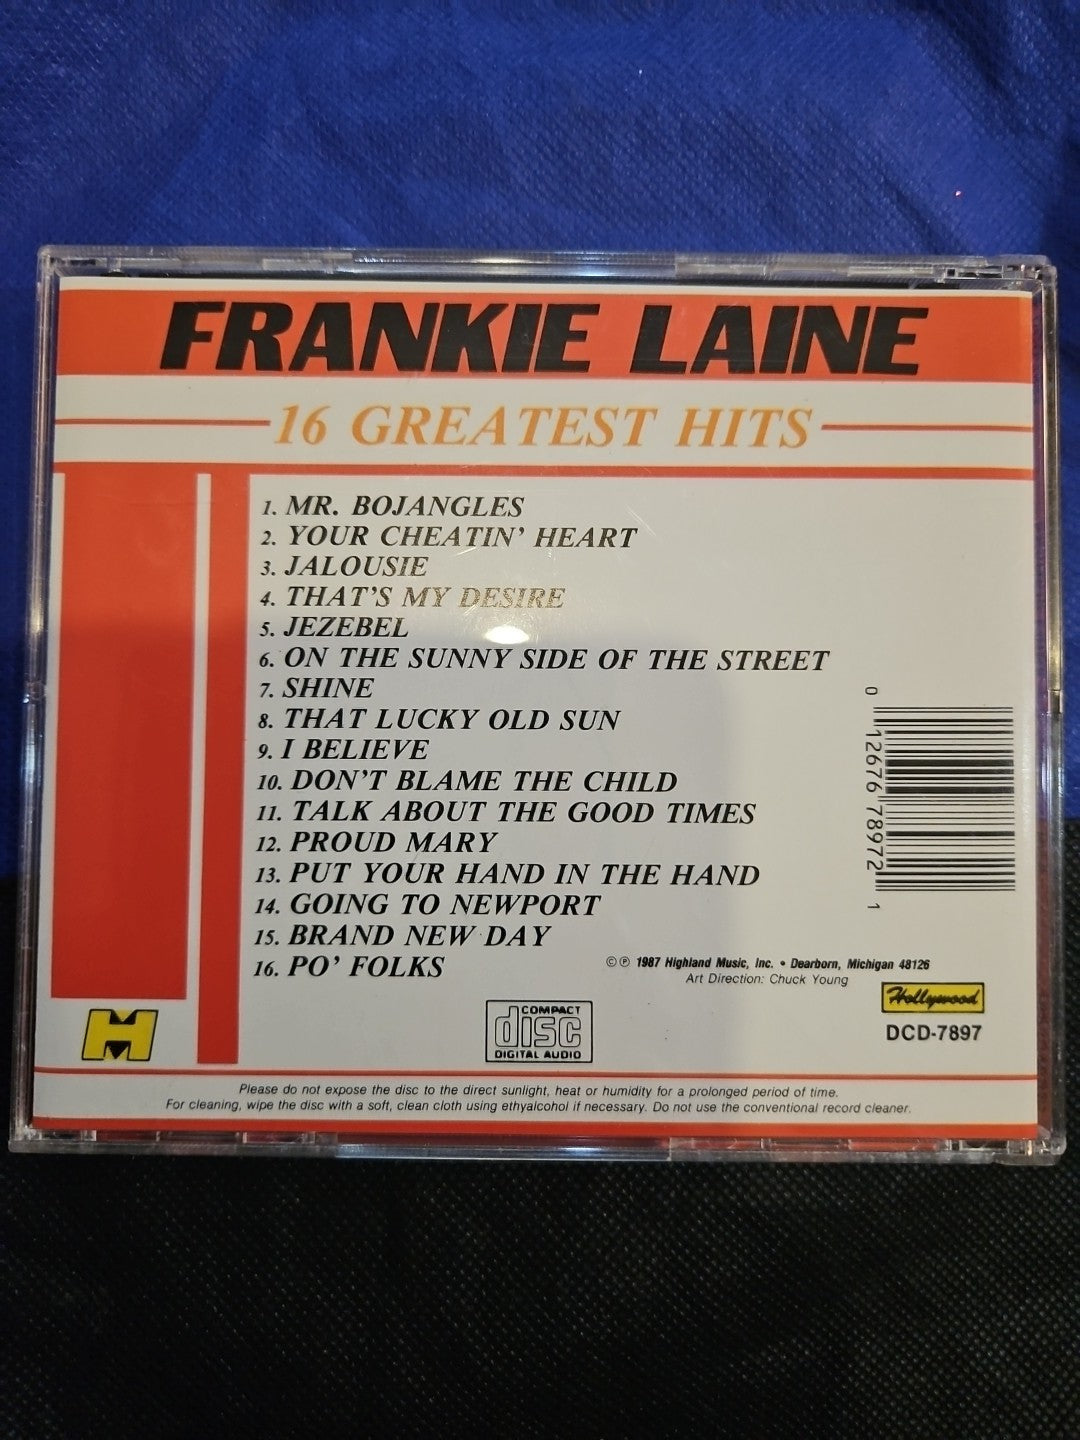 FRANKIE LAINE
16 GREATEST HITS
1. MR. BOJANGLES
2. YOUR CHEATIN' HEART
3. JALOUSIE
4. THAT'S MY DESIRE
5. JEZEBEL
6. ON THE SUNNY SIDE OF THE STREET
7. SHINE
8. THAT LUCKY OLD SUN
9. I BELIEVE
10. DON'T BLAME THE CHILD
11. TALK ABOUT THE GOOD TIMES
12. PROUD MARY
13. PUT YOUR HAND IN THE HAND
14. GOING TO NEWPORT
15. BRAND NEW DAY
16. PO' FOLKS
0 12676 78972 1
©℗ 1987 Highland Music, Inc. • Dearborn, Michigan 48126
Art Direction: Chuck Young
Hollywood
DCD-7897
H
COMPACT
disc
DIGITAL AUDIO
Please do not expose the disc to the direct sunlight, heat or humidity for a prolonged period of time.
For cleaning, wipe the disc with a soft, clean cloth using ethyalcohol if necessary. Do not use the conventional record cleaner.